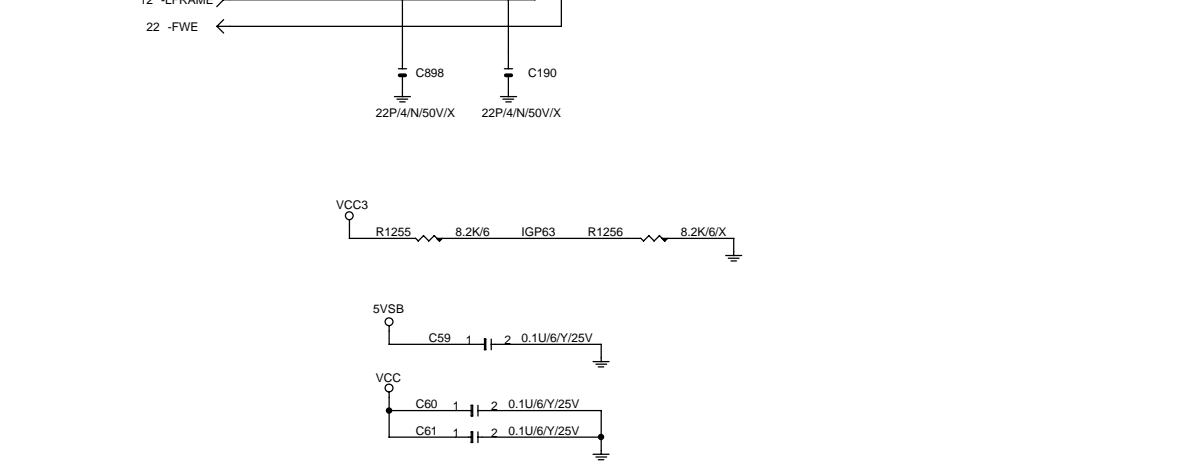 12 -LFRAME
22 -FWE
C898 C190
22P/4/N/50V/X 22P/4/N/50V/X
VCC3
R1255 8.2K/6 IGP63 R1256 8.2K/6/X
5VSB
C59 1 2 0.1U/6/Y/25V
VCC
C60 1 2 0.1U/6/Y/25V
C61 1 2 0.1U/6/Y/25V